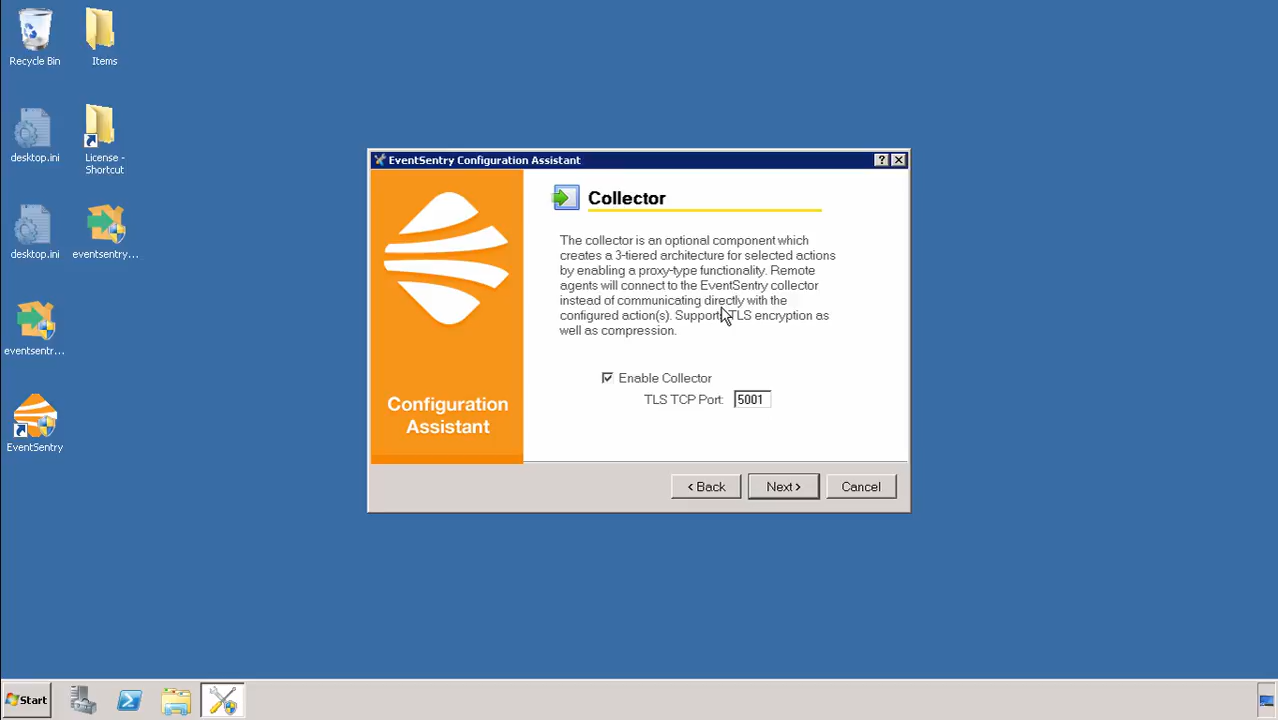 Recycle Bin
Items
desktop.ini
License -
Shortcut
desktop.ini
eventsentry...
eventsentr...
EventSentry
EventSentry Configuration Assistant
?
Collector
The collector is an optional component which
creates a 3-tiered architecture for selected actions
by enabling a proxy-type functionality. Remote
agents will connect to the EventSentry collector
instead of communicating directly with the
configured action(s). Supports TLS encryption as
well as compression.
Enable Collector
TLS TCP Port: 5001
Configuration
Assistant
< Back
Next >
Cancel
Start